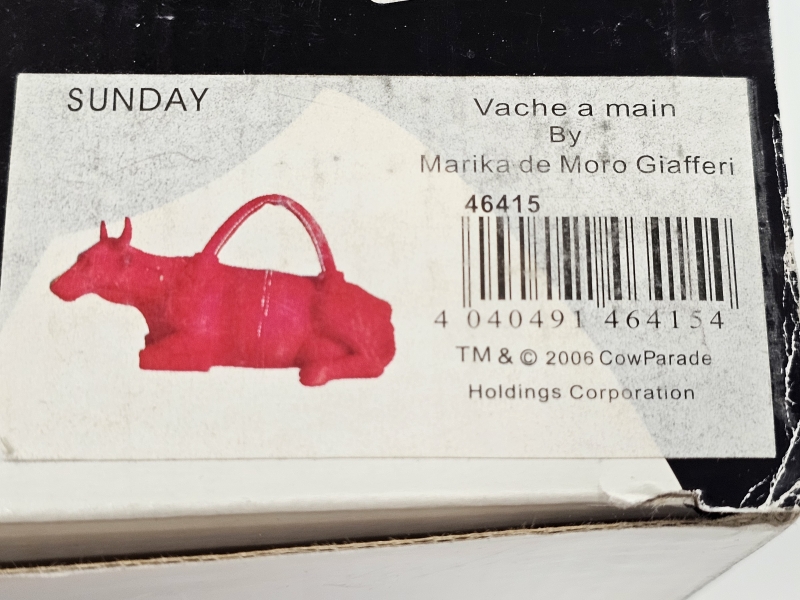 SUNDAY
Vache a main
By
Marika de Moro Giafferi
46415
4 040491 464154
TM & © 2006 CowParade
Holdings Corporation